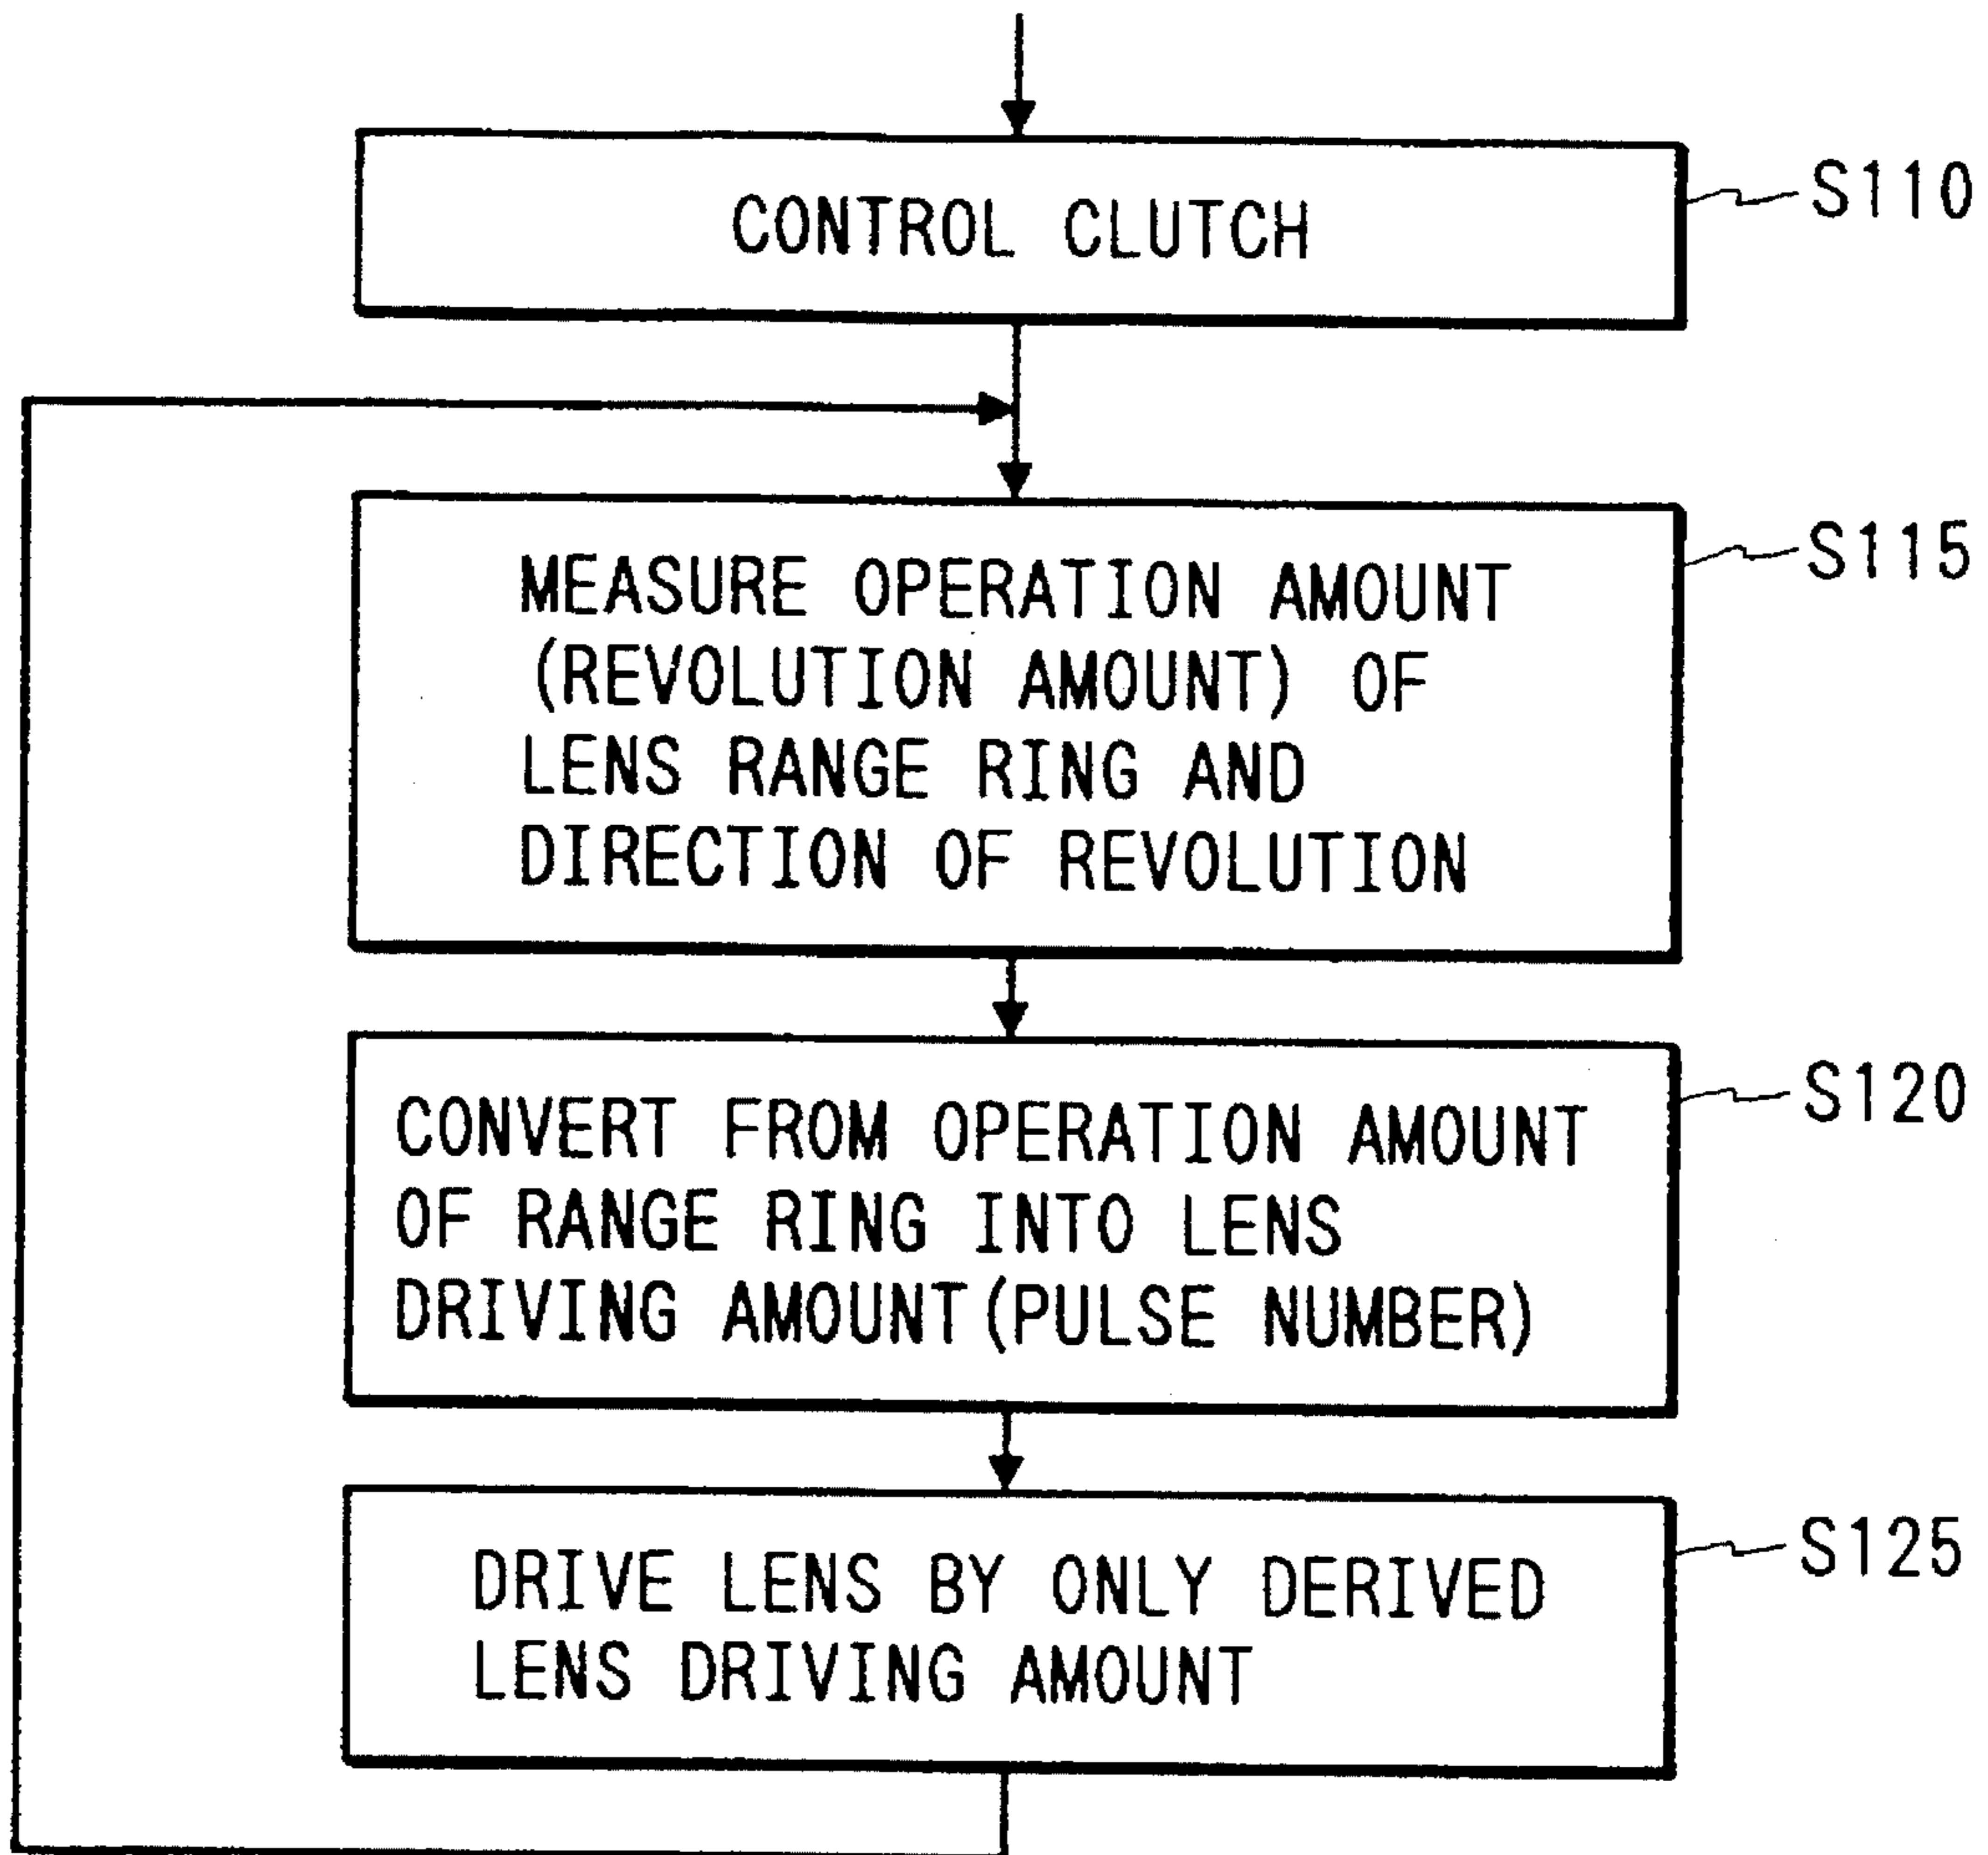 CONTROL CLUTCH
S110
MEASURE OPERATION AMOUNT
(REVOLUTION AMOUNT) OF
LENS RANGE RING AND
DIRECTION OF REVOLUTION
S115
CONVERT FROM OPERATION AMOUNT
OF RANGE RING INTO LENS
DRIVING AMOUNT(PULSE NUMBER)
S120
DRIVE LENS BY ONLY DERIVED
LENS DRIVING AMOUNT
S125